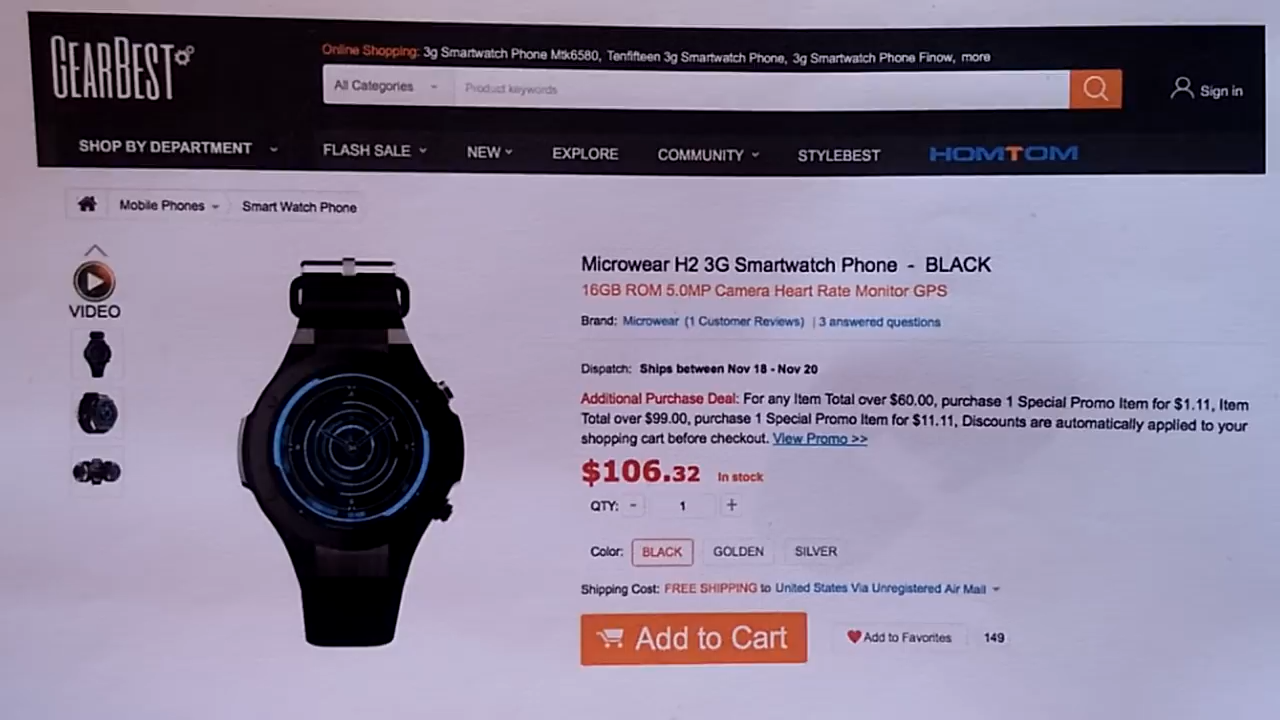 GEARBEST
Online Shopping: 3g Smartwatch Phone Mtk6580, Tenfifteen 3g Smartwatch Phone, 3g Smartwatch Phone Finow, more
All Categories Product keywords
Sign in
SHOP BY DEPARTMENT FLASH SALE NEW EXPLORE COMMUNITY STYLEBEST HOMTOM
Mobile Phones Smart Watch Phone
VIDEO
Microwear H2 3G Smartwatch Phone - BLACK
16GB ROM 5.0MP Camera Heart Rate Monitor GPS
Brand: Microwear (1 Customer Reviews) | 3 answered questions
Dispatch: Ships between Nov 18 - Nov 20
Additional Purchase Deal: For any Item Total over $60.00, purchase 1 Special Promo Item for $1.11, Item
Total over $99.00, purchase 1 Special Promo Item for $11.11, Discounts are automatically applied to your
shopping cart before checkout. View Promo >>
$106.32 In stock
QTY: - 1 +
Color: BLACK GOLDEN SILVER
Shipping Cost: FREE SHIPPING to United States Via Unregistered Air Mail
Add to Cart
Add to Favorites 149